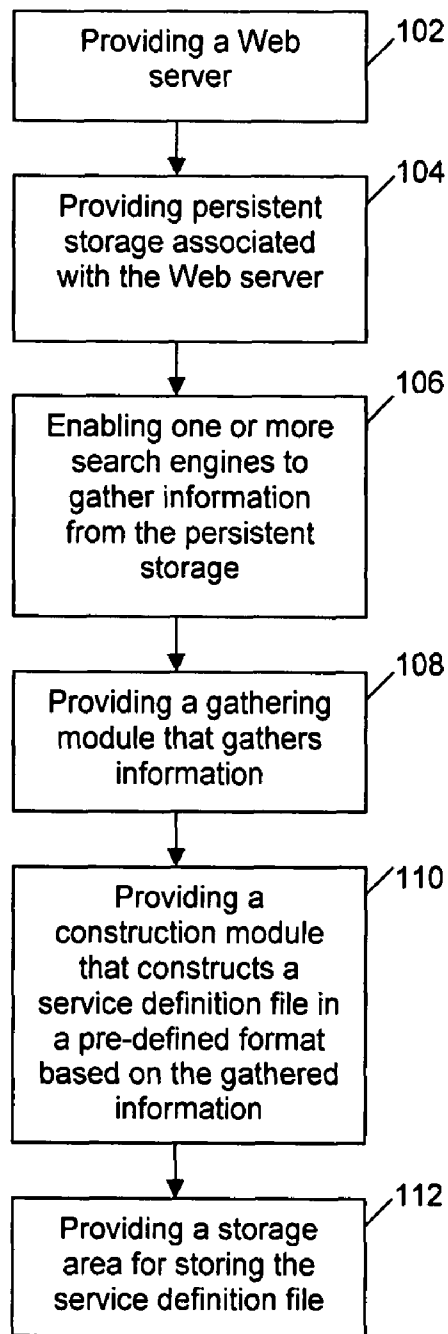 Providing a Web
server
102
Providing persistent
storage associated
with the Web server
104
Enabling one or more
search engines to
gather information
from the persistent
storage
106
Providing a gathering
module that gathers
information
108
Providing a
construction module
that constructs a
service definition file in
a pre-defined format
based on the gathered
information
110
Providing a storage
area for storing the
service definition file
112